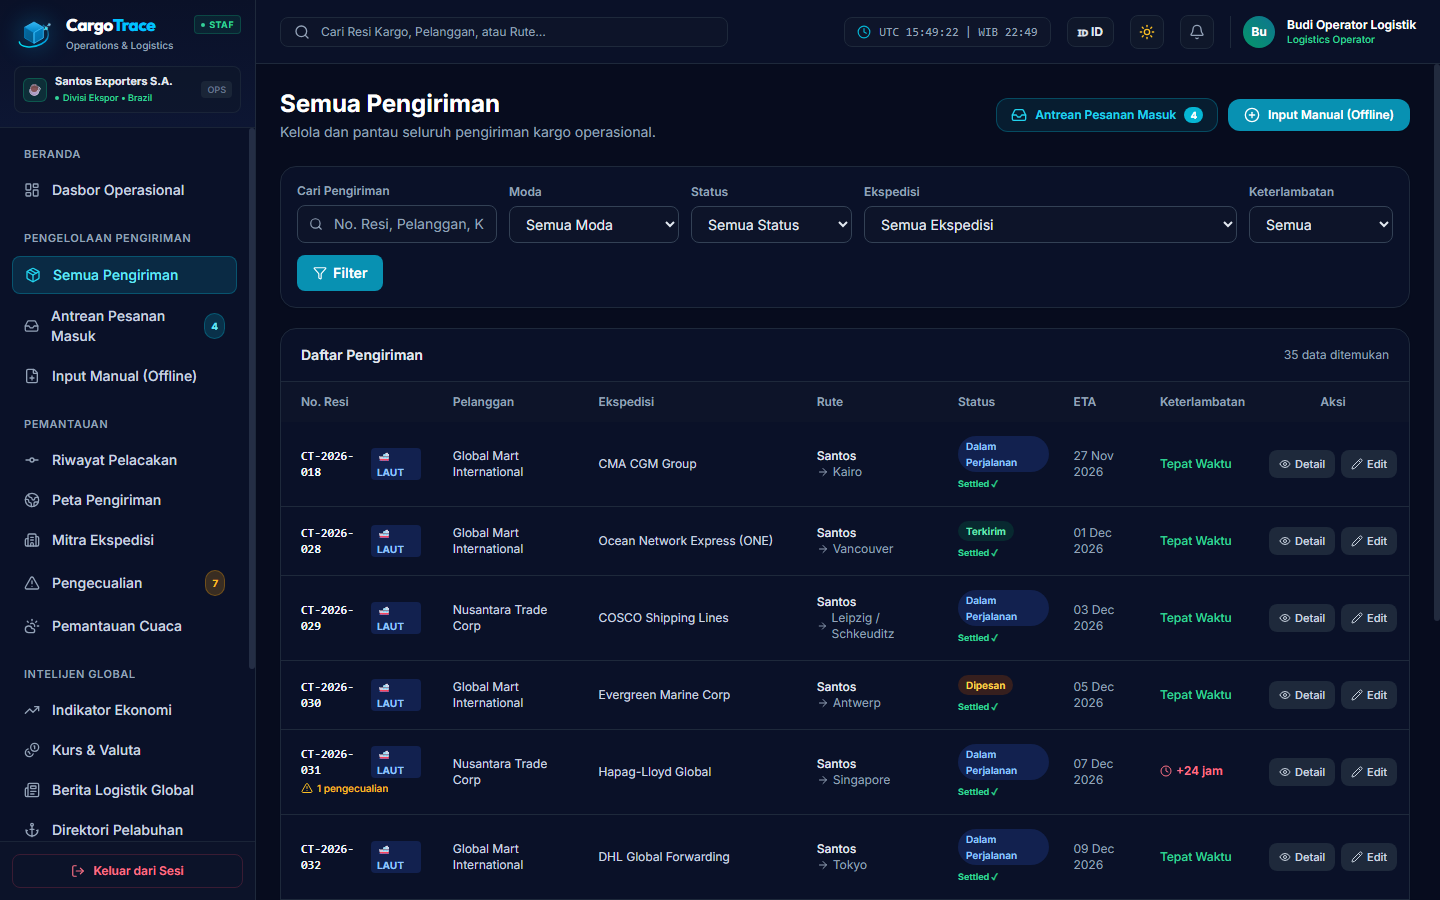 CargoTrace
Operations & Logistics
• STAF
Santos Exporters S.A.
• Divisi Ekspor • Brazil
OPS
BERANDA
Dasbor Operasional
PENGELOLAAN PENGIRIMAN
Semua Pengiriman
Antrean Pesanan
Masuk
4
Input Manual (Offline)
PEMANTAUAN
Riwayat Pelacakan
Peta Pengiriman
Mitra Ekspedisi
Pengecualian
7
Pemantauan Cuaca
INTELIJEN GLOBAL
Indikator Ekonomi
Kurs & Valuta
Berita Logistik Global
Direktori Pelabuhan
Keluar dari Sesi
Cari Resi Kargo, Pelanggan, atau Rute...
UTC 15:49:22 | WIB 22:49
ID ID
Bu
Budi Operator Logistik
Logistics Operator
Semua Pengiriman
Kelola dan pantau seluruh pengiriman kargo operasional.
Antrean Pesanan Masuk 4
Input Manual (Offline)
Cari Pengiriman
No. Resi, Pelanggan, K
Moda
Semua Moda
Status
Semua Status
Ekspedisi
Semua Ekspedisi
Keterlambatan
Semua
Filter
Daftar Pengiriman
35 data ditemukan
No. Resi Pelanggan Ekspedisi Rute Status ETA Keterlambatan Aksi
CT-2026-
018
LAUT
Global Mart
International
CMA CGM Group
Santos
→ Kairo
Dalam
Perjalanan
Settled ✓
27 Nov
2026
Tepat Waktu
Detail
Edit
CT-2026-
028
LAUT
Global Mart
International
Ocean Network Express (ONE)
Santos
→ Vancouver
Terkirim
Settled ✓
01 Dec
2026
Tepat Waktu
Detail
Edit
CT-2026-
029
LAUT
Nusantara Trade
Corp
COSCO Shipping Lines
Santos
→ Leipzig /
Schkeuditz
Dalam
Perjalanan
Settled ✓
03 Dec
2026
Tepat Waktu
Detail
Edit
CT-2026-
030
LAUT
Global Mart
International
Evergreen Marine Corp
Santos
→ Antwerp
Dipesan
Settled ✓
05 Dec
2026
Tepat Waktu
Detail
Edit
CT-2026-
031
LAUT
1 pengecualian
Nusantara Trade
Corp
Hapag-Lloyd Global
Santos
→ Singapore
Dalam
Perjalanan
Settled ✓
07 Dec
2026
+24 jam
Detail
Edit
CT-2026-
032
LAUT
Global Mart
International
DHL Global Forwarding
Santos
→ Tokyo
Dalam
Perjalanan
Settled ✓
09 Dec
2026
Tepat Waktu
Detail
Edit